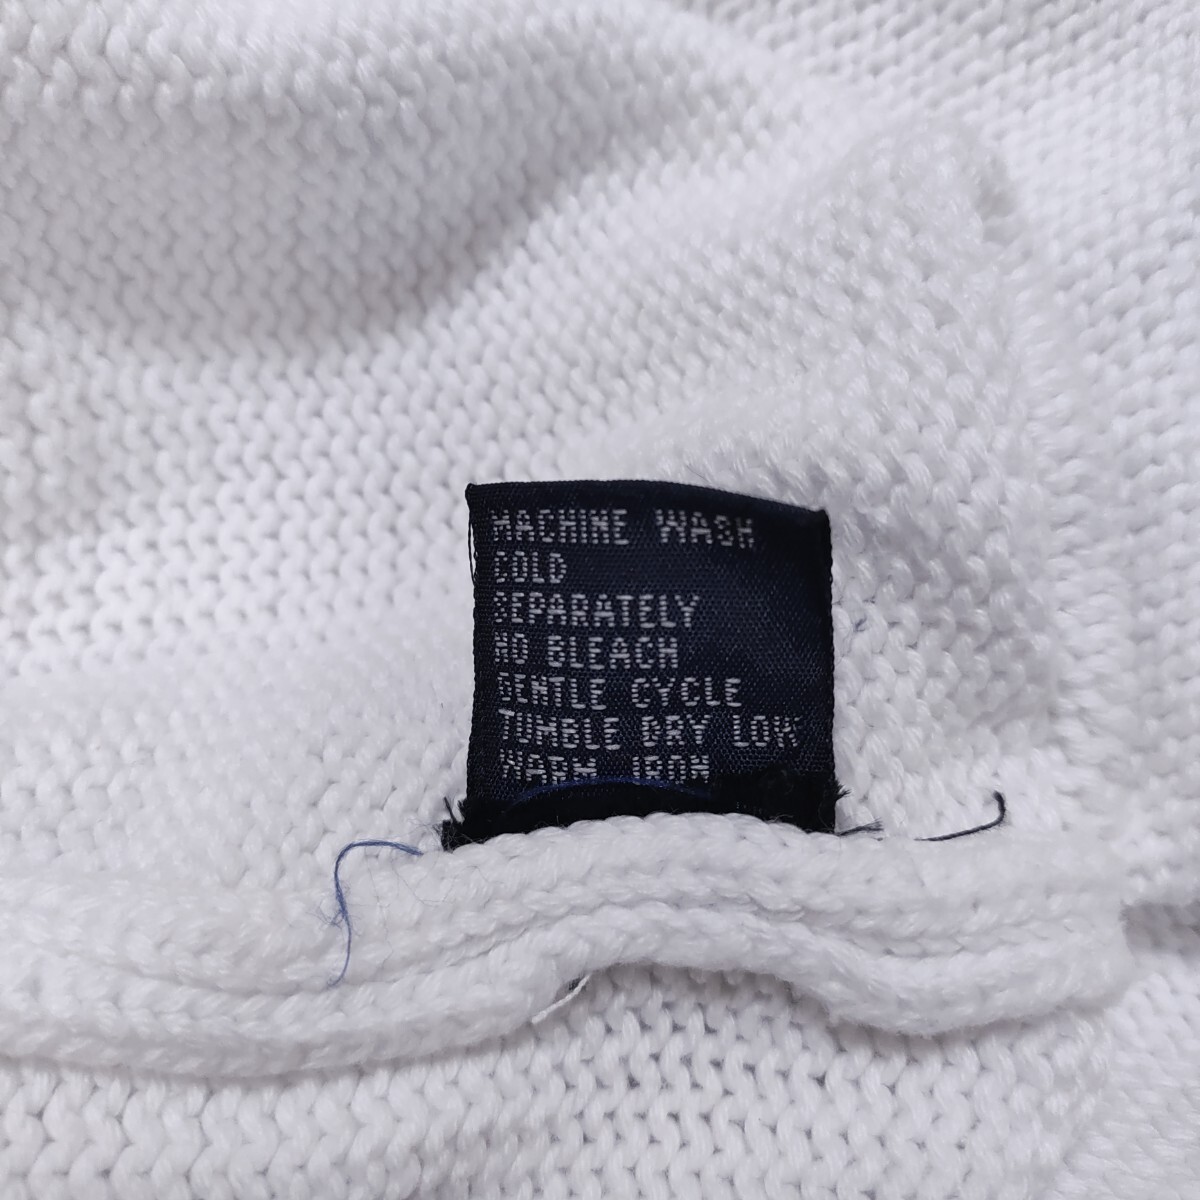 MACHINE WASH
COLD
SEPARATELY
NO BLEACH
GENTLE CYCLE
TUMBLE DRY LOW
WARM IRON